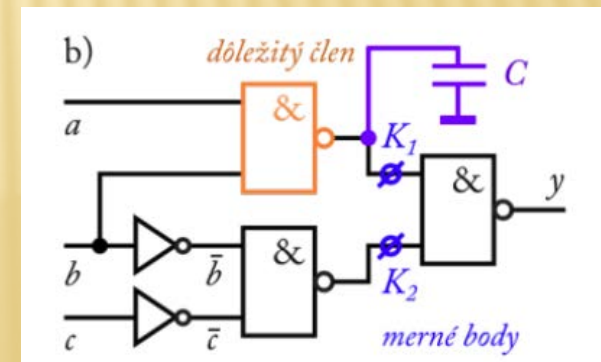 b)
dôležitý člen
C
a
&
K₁
&
y
b
b̄
&
K₂
c
c̄
merné body